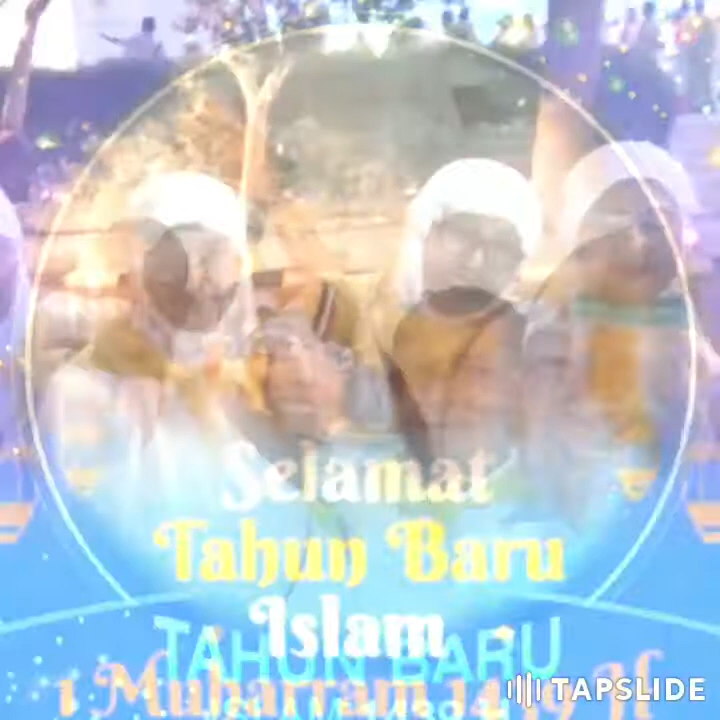 Selamat
Tahun Baru
Islam
TAHUN BARU
1 Muharram
TAPSLIDE